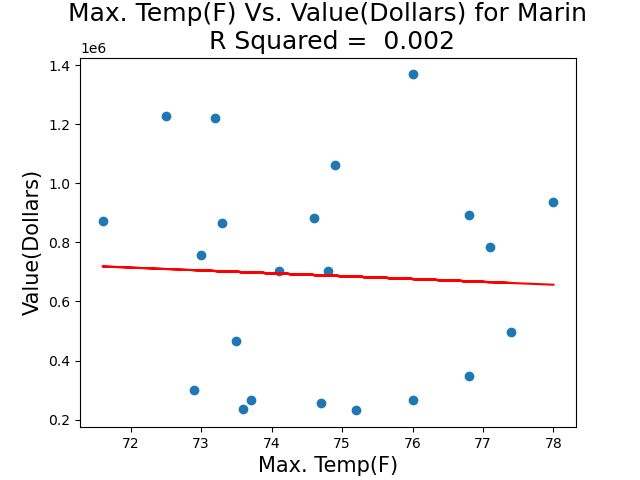 Max. Temp(F) Vs. Value(Dollars) for Marin
R Squared =  0.002
1e6
1.4
1.2
1.0
0.8
0.6
0.4
0.2
Value(Dollars)
72 73 74 75 76 77 78
Max. Temp(F)